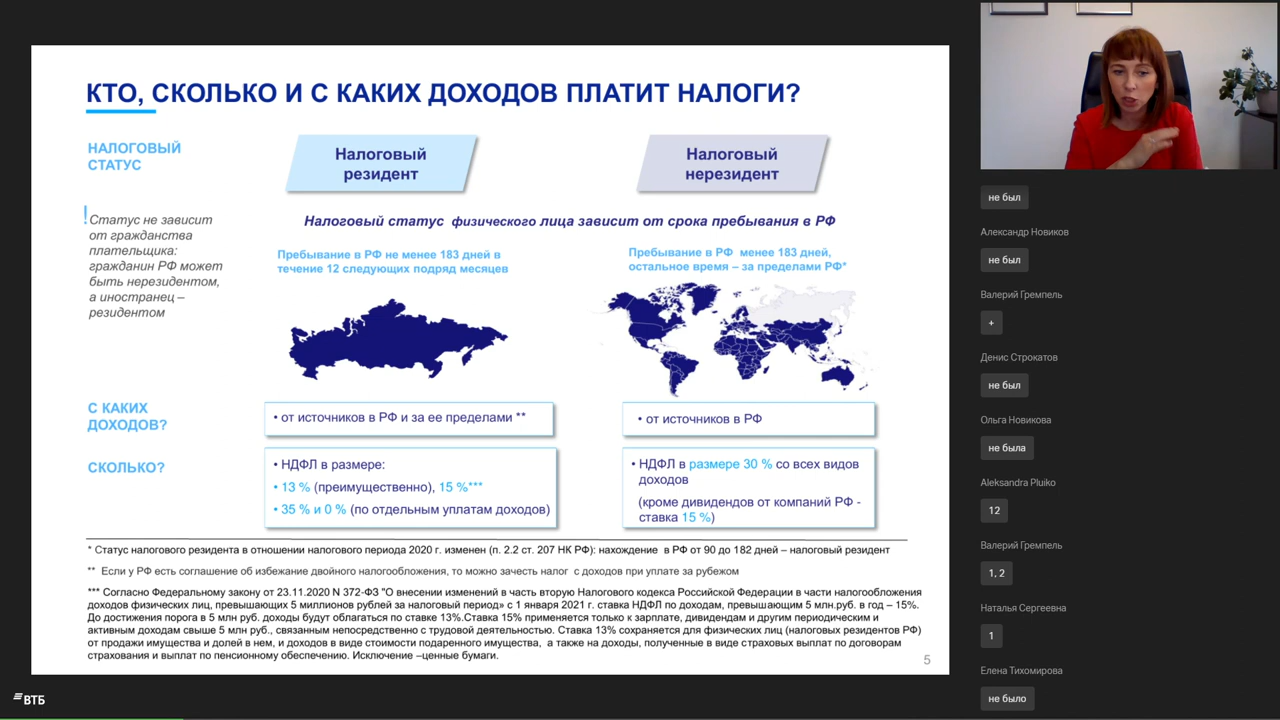 КТО, СКОЛЬКО И С КАКИХ ДОХОДОВ ПЛАТИТ НАЛОГИ?
НАЛОГОВЫЙ
СТАТУС
Налоговый
резидент
Налоговый
нерезидент
!
Статус не зависит
от гражданства
плательщика:
гражданин РФ может
быть нерезидентом,
а иностранец –
резидентом
Налоговый статус физического лица зависит от срока пребывания в РФ
Пребывание в РФ не менее 183 дней в
течение 12 следующих подряд месяцев
Пребывание в РФ менее 183 дней,
остальное время – за пределами РФ*
С КАКИХ
ДОХОДОВ?
• от источников в РФ и за ее пределами **
• от источников в РФ
СКОЛЬКО?
• НДФЛ в размере:
• 13 % (преимущественно), 15 %***
• 35 % и 0 % (по отдельным уплатам доходов)
• НДФЛ в размере 30 % со всех видов
доходов
(кроме дивидендов от компаний РФ -
ставка 15 %)
* Статус налогового резидента в отношении налогового периода 2020 г. изменен (п. 2.2 ст. 207 НК РФ): нахождение в РФ от 90 до 182 дней – налоговый резидент
** Если у РФ есть соглашение об избежание двойного налогообложения, то можно зачесть налог с доходов при уплате за рубежом
*** Согласно Федеральному закону от 23.11.2020 N 372-ФЗ "О внесении изменений в часть вторую Налогового кодекса Российской Федерации в части налогообложения
доходов физических лиц, превышающих 5 миллионов рублей за налоговый период» с 1 января 2021 г. ставка НДФЛ по доходам, превышающим 5 млн.руб. в год – 15%.
До достижения порога в 5 млн руб. доходы будут облагаться по ставке 13%.Ставка 15% применяется только к зарплате, дивидендам и другим периодическим и
активным доходам свыше 5 млн руб., связанным непосредственно с трудовой деятельностью. Ставка 13% сохраняется для физических лиц (налоговых резидентов РФ)
от продажи имущества и долей в нем, и доходов в виде стоимости подаренного имущества, а также на доходы, полученные в виде страховых выплат по договорам
страхования и выплат по пенсионному обеспечению. Исключение –ценные бумаги.
5
ВТБ
не был
Александр Новиков
не был
Валерий Гремпель
+
Денис Строкатов
не был
Ольга Новикова
не была
Aleksandra Pluiko
12
Валерий Гремпель
1, 2
Наталья Сергеевна
1
Елена Тихомирова
не было